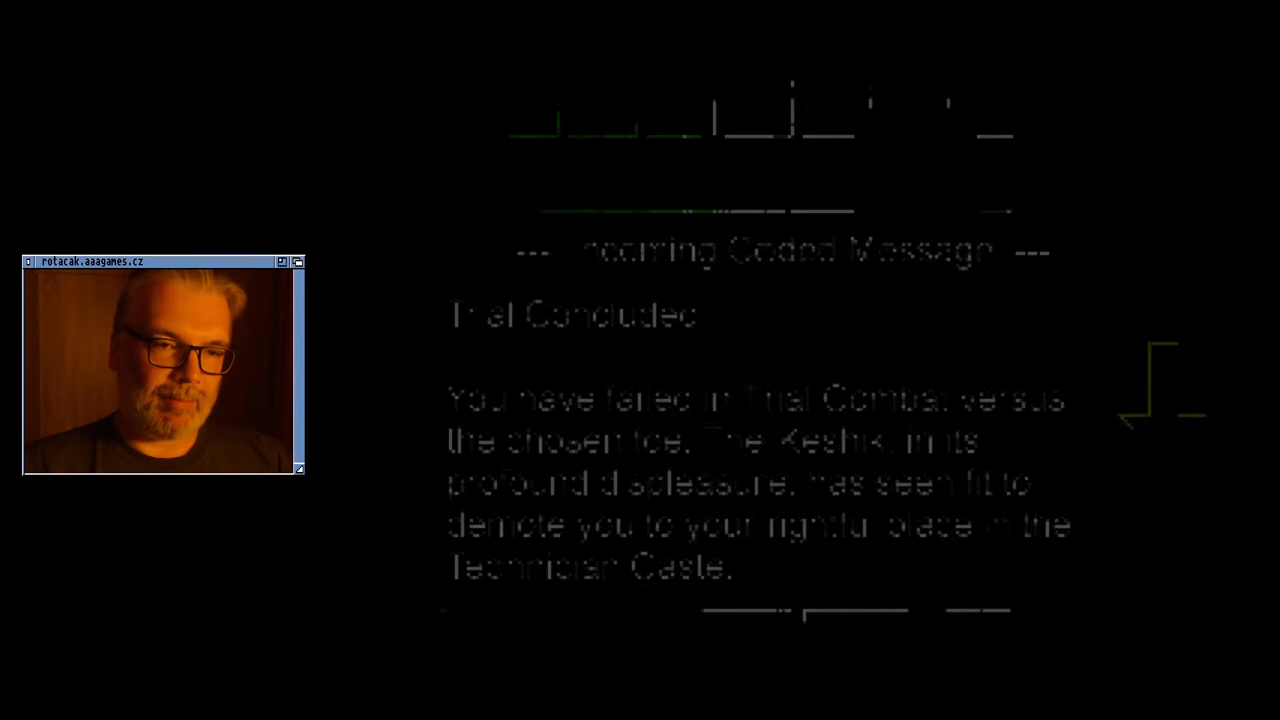 rotacak.aaagames.cz
--- Incoming Coded Message ---
Trial Concluded
You have failed in Trial Combat versus
the chosen foe. The Keshik, in its
profound displeasure, has seen fit to
demote you to your rightful place in the
Technician Caste.